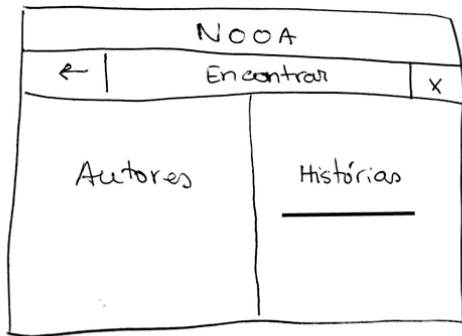 NOOA
← Encontrar X
Autores Histórias